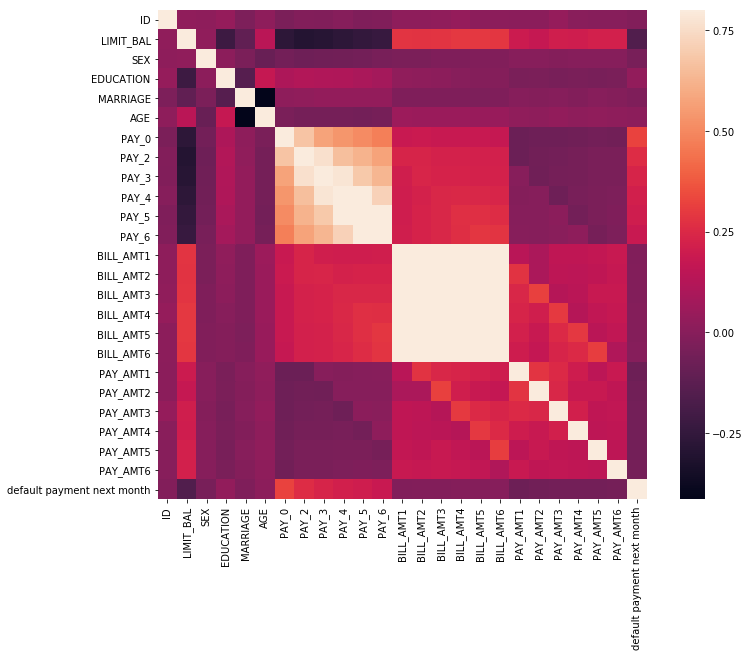 ID
LIMIT_BAL
SEX
EDUCATION
MARRIAGE
AGE
PAY_0
PAY_2
PAY_3
PAY_4
PAY_5
PAY_6
BILL_AMT1
BILL_AMT2
BILL_AMT3
BILL_AMT4
BILL_AMT5
BILL_AMT6
PAY_AMT1
PAY_AMT2
PAY_AMT3
PAY_AMT4
PAY_AMT5
PAY_AMT6
default payment next month
ID
LIMIT_BAL
SEX
EDUCATION
MARRIAGE
AGE
PAY_0
PAY_2
PAY_3
PAY_4
PAY_5
PAY_6
BILL_AMT1
BILL_AMT2
BILL_AMT3
BILL_AMT4
BILL_AMT5
BILL_AMT6
PAY_AMT1
PAY_AMT2
PAY_AMT3
PAY_AMT4
PAY_AMT5
PAY_AMT6
default payment next month
0.75
0.50
0.25
0.00
−0.25